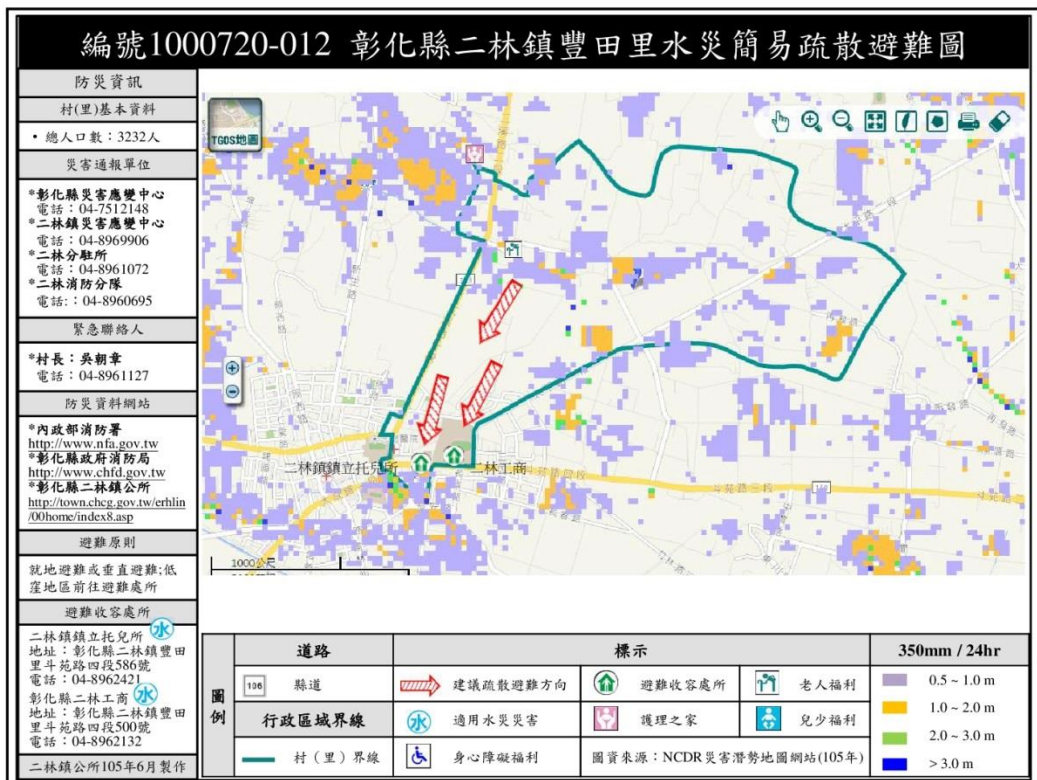 編號1000720-012 彰化縣二林鎮豐田里水災簡易疏散避難圖
防災資訊
村(里)基本資料
• 總人口數：3232人
災害通報單位
*彰化縣災害應變中心
電話：04-7512148
*二林鎮災害應變中心
電話：04-8969906
*二林分駐所
電話：04-8961072
*二林消防分隊
電話:：04-8960695
緊急聯絡人
*村長：吳朝章
電話：04-8961127
防災資料網站
*內政部消防署
http://www.nfa.gov.tw
*彰化縣政府消防局
http://www.chfd.gov.tw
*彰化縣二林鎮公所
http://town.chcg.gov.tw/erhlin
/00home/index8.asp
避難原則
就地避難或垂直避難;低
窪地區前往避難處所
避難收容處所
二林鎮鎮立托兒所 水
地址：彰化縣二林鎮豐田
里斗苑路四段586號
電話：04-8962421
彰化縣二林工商 水
地址：彰化縣二林鎮豐田
里斗苑路四段500號
電話：04-8962132
二林鎮公所105年6月製作
TGOS地圖
二林鎮鎮立托兒所
二林工商
斗苑路四段
斗苑路三段
1000公尺
圖例
道路
標示
350mm / 24hr
106 縣道
建議疏散避難方向
避難收容處所
老人福利
0.5 ~ 1.0 m
行政區域界線
水 適用水災災害
護理之家
兒少福利
1.0 ~ 2.0 m
2.0 ~ 3.0 m
村（里）界線
身心障礙福利
圖資來源：NCDR災害潛勢地圖網站(105年)
> 3.0 m